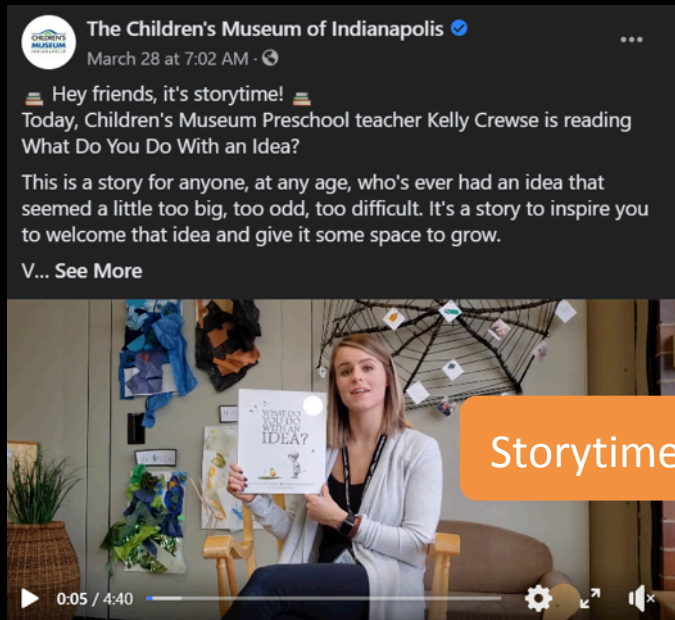 CHILDREN'S
MUSEUM
INDIANAPOLIS
The Children's Museum of Indianapolis
March 28 at 7:02 AM ·
Hey friends, it's storytime!
Today, Children's Museum Preschool teacher Kelly Crewse is reading
What Do You Do With an Idea?
This is a story for anyone, at any age, who's ever had an idea that
seemed a little too big, too odd, too difficult. It's a story to inspire you
to welcome that idea and give it some space to grow.
V... See More
WHAT DO
YOU DO
WITH AN
IDEA?
Storytime
0:05 / 4:40